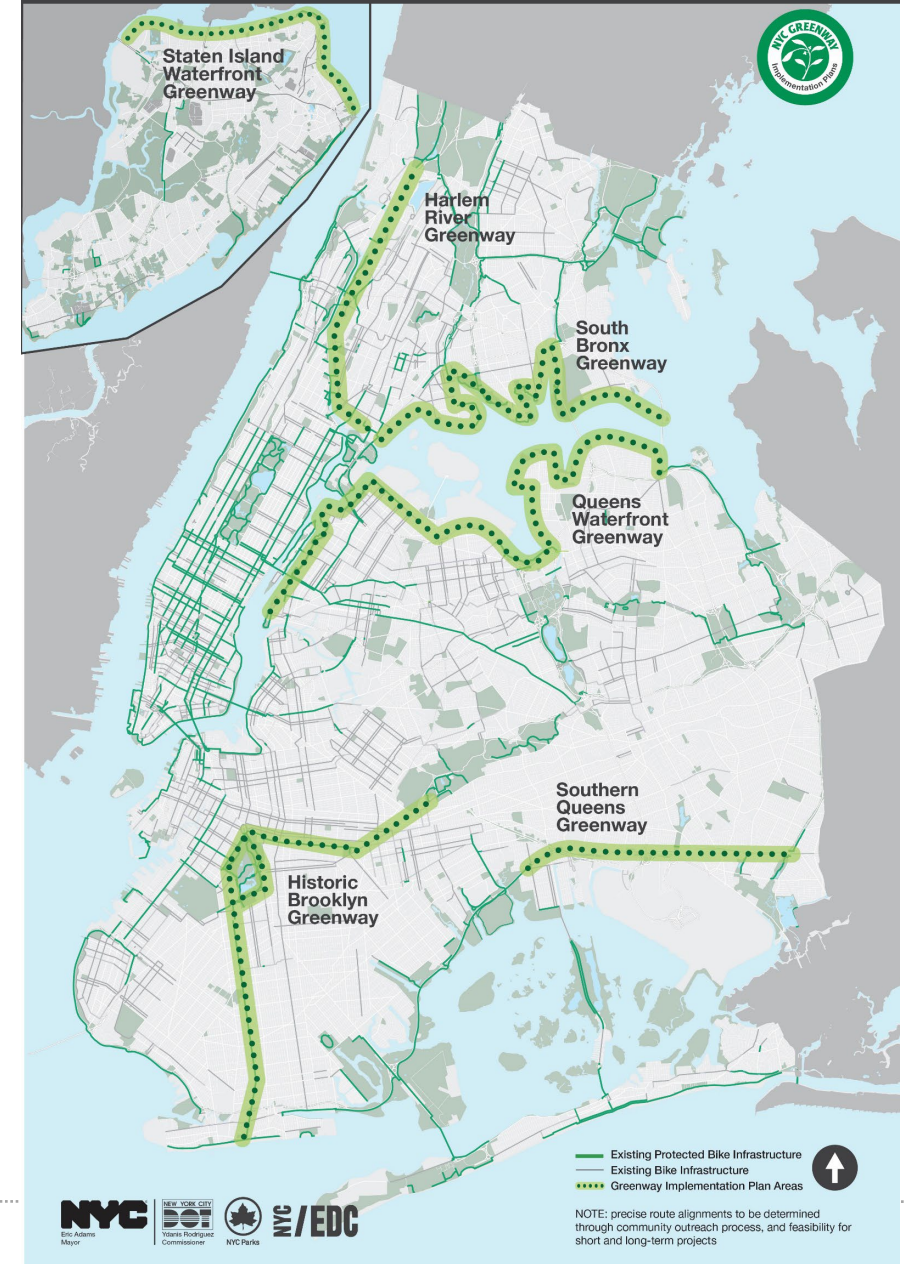 Staten Island
Waterfront
Greenway
NYC GREENWAY
Implementation Plans
Harlem
River
Greenway
South
Bronx
Greenway
Queens
Waterfront
Greenway
Southern
Queens
Greenway
Historic
Brooklyn
Greenway
Existing Protected Bike Infrastructure
Existing Bike Infrastructure
Greenway Implementation Plan Areas
NOTE: precise route alignments to be determined
through community outreach process, and feasibility for
short and long-term projects
NYC
Eric Adams
Mayor
NEW YORK CITY
DOT
Ydanis Rodriguez
Commissioner
NYC Parks
NYC/EDC